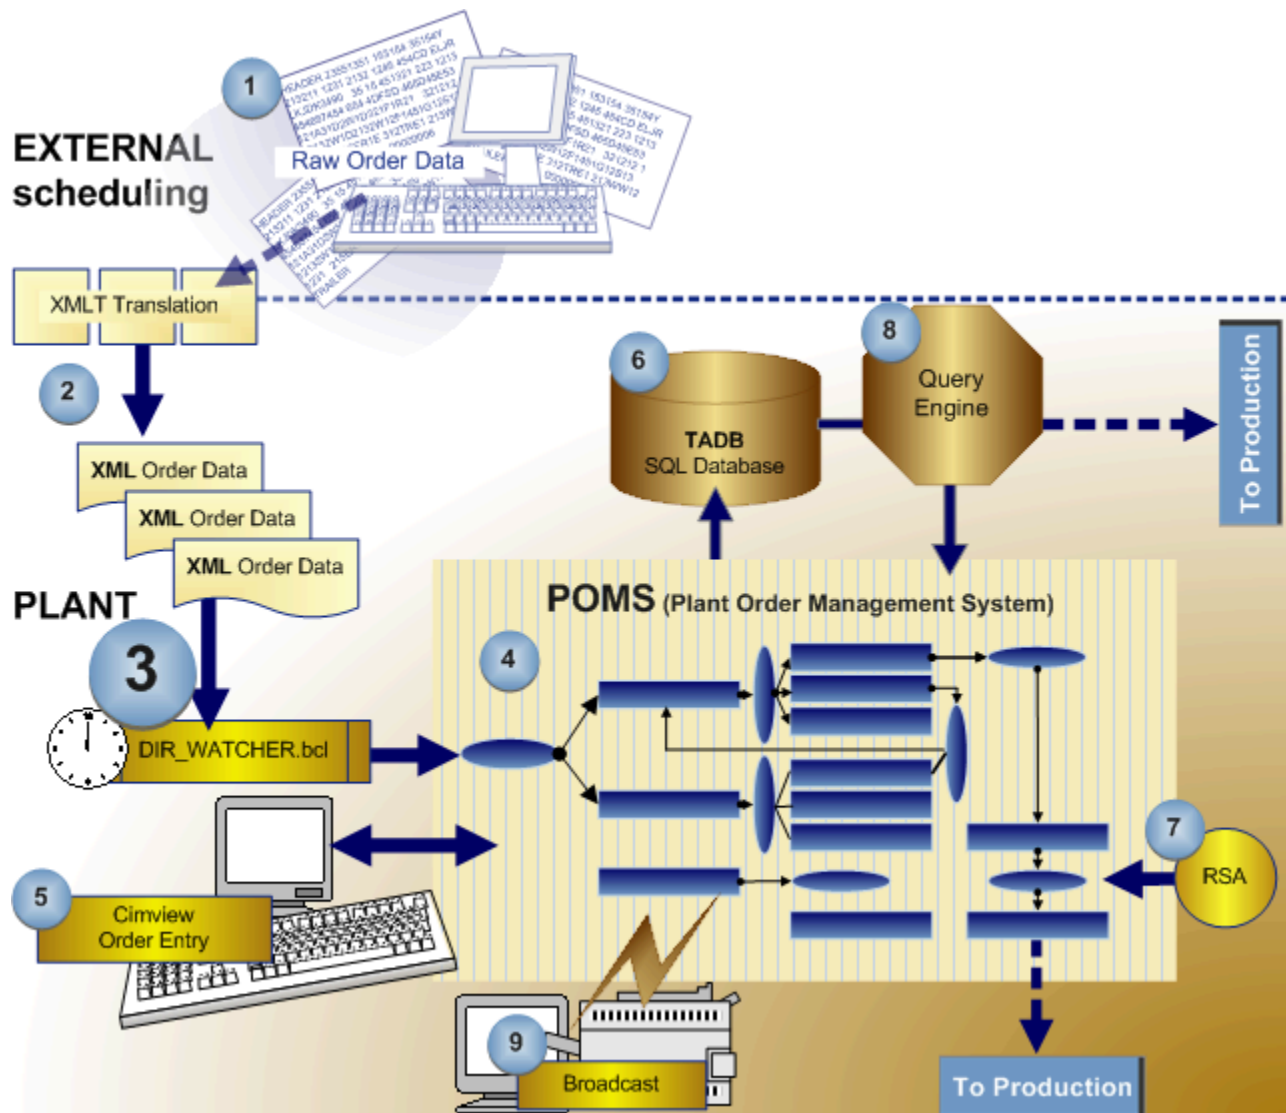 1
EXTERNAL
scheduling
Raw Order Data
XMLT Translation
2
XML Order Data
XML Order Data
XML Order Data
PLANT
3
DIR_WATCHER.bcl
6
TADB
SQL Database
8
Query
Engine
To Production
POMS (Plant Order Management System)
4
5
Cimview
Order Entry
7
RSA
9
Broadcast
To Production